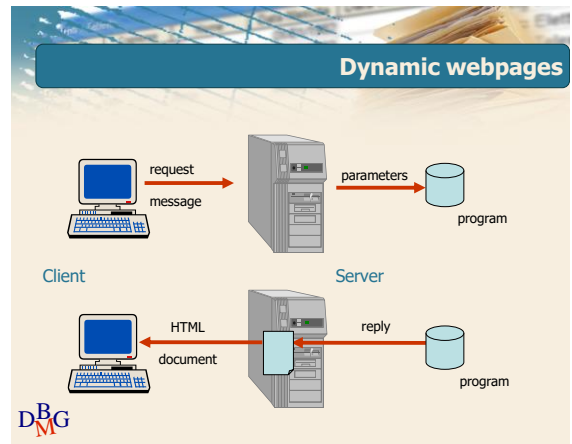 Dynamic webpages
request
message
parameters
program
Client
Server
HTML
document
reply
program
DBMG